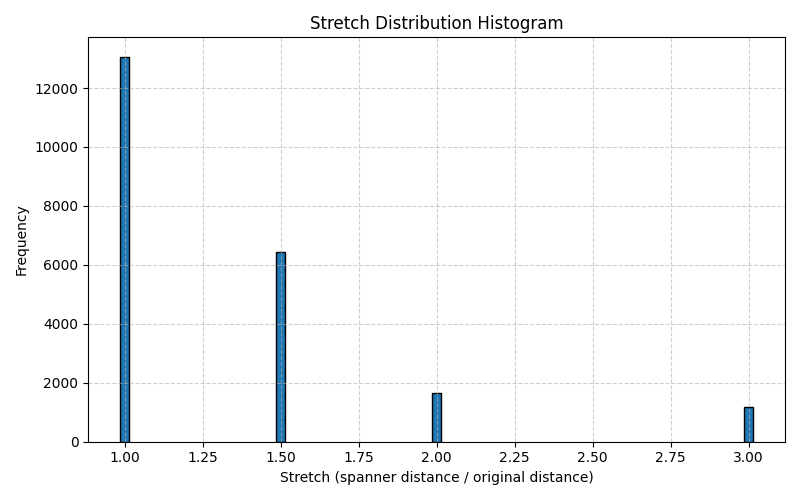 Stretch Distribution Histogram
Frequency
12000
10000
8000
6000
4000
2000
0
1.00 1.25 1.50 1.75 2.00 2.25 2.50 2.75 3.00
Stretch (spanner distance / original distance)